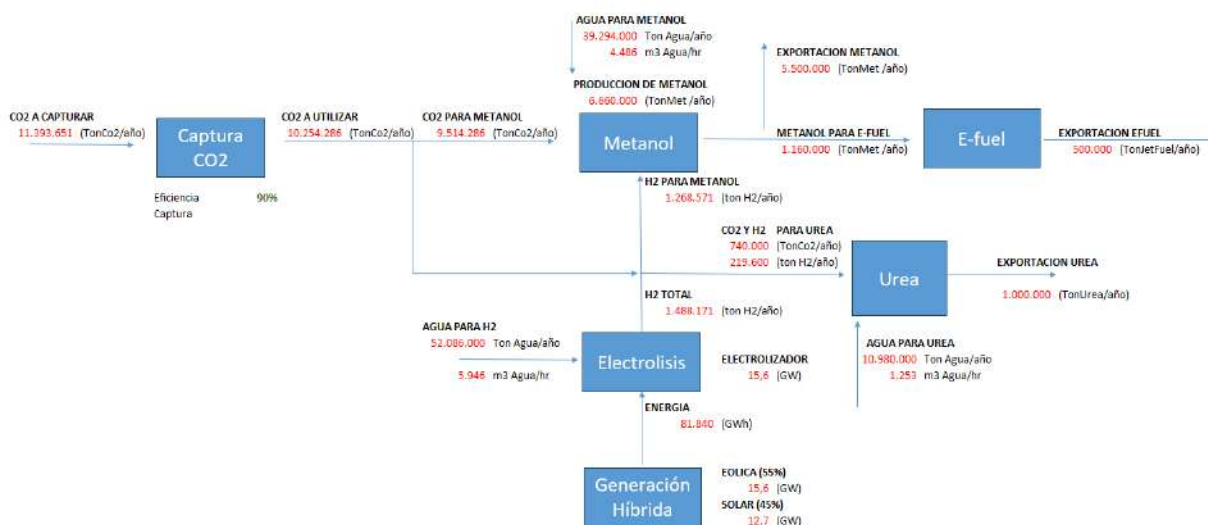 AGUA PARA METANOL
39.294.000 Ton Agua/año
4.486 m3 Agua/hr
EXPORTACION METANOL
5.500.000 (TonMet /año)
PRODUCCION DE METANOL
6.660.000 (TonMet /año)
CO2 A CAPTURAR
11.393.651 (TonCo2/año)
Captura CO2
Eficiencia Captura 90%
CO2 A UTILIZAR
10.254.286 (TonCo2/año)
CO2 PARA METANOL
9.514.286 (TonCo2/año)
Metanol
METANOL PARA E-FUEL
1.160.000 (TonMet /año)
E-fuel
EXPORTACION EFUEL
500.000 (TonJetFuel/año)
H2 PARA METANOL
1.268.571 (ton H2/año)
CO2 Y H2 PARA UREA
740.000 (TonCo2/año)
219.600 (ton H2/año)
Urea
EXPORTACION UREA
1.000.000 (TonUrea/año)
H2 TOTAL
1.488.171 (ton H2/año)
AGUA PARA H2
52.086.000 Ton Agua/año
5.946 m3 Agua/hr
Electrolisis
ELECTROLIZADOR
15,6 (GW)
AGUA PARA UREA
10.980.000 Ton Agua/año
1.253 m3 Agua/hr
ENERGIA
81.840 (GWh)
Generación
Híbrida
EOLICA (55%)
15,6 (GW)
SOLAR (45%)
12,7 (GW)